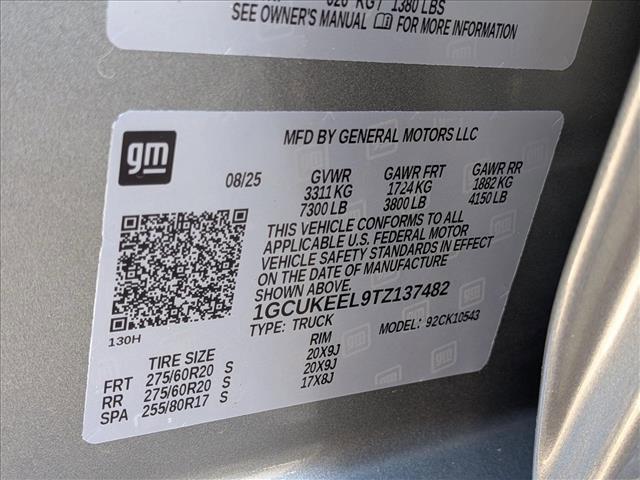 1380 LBS
SEE OWNER'S MANUAL FOR MORE INFORMATION
gm
MFD BY GENERAL MOTORS LLC
08/25 GVWR GAWR FRT GAWR RR
3311 KG 1724 KG 1882 KG
7300 LB 3800 LB 4150 LB
THIS VEHICLE CONFORMS TO ALL
APPLICABLE U.S. FEDERAL MOTOR
VEHICLE SAFETY STANDARDS IN EFFECT
ON THE DATE OF MANUFACTURE
SHOWN ABOVE.
1GCUKEEL9TZ137482
TYPE: TRUCK MODEL: 92CK10543
130H
TIRE SIZE RIM
FRT 275/60R20 S 20X9J
RR 275/60R20 S 20X9J
SPA 255/80R17 S 17X8J